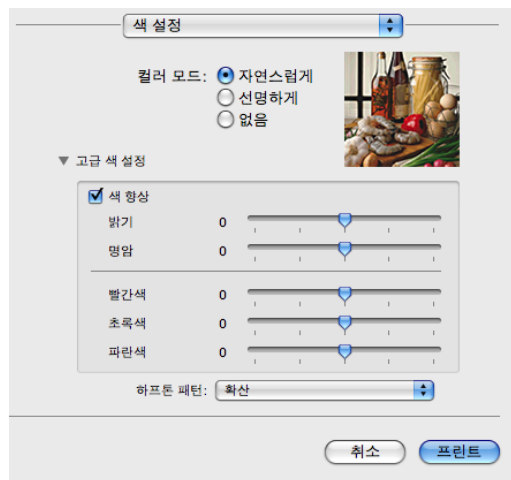 색 설정
컬러 모드: 자연스럽게
선명하게
없음
고급 색 설정
색 향상
밝기 0
명암 0
빨간색 0
초록색 0
파란색 0
하프톤 패턴: 확산
취소 프린트